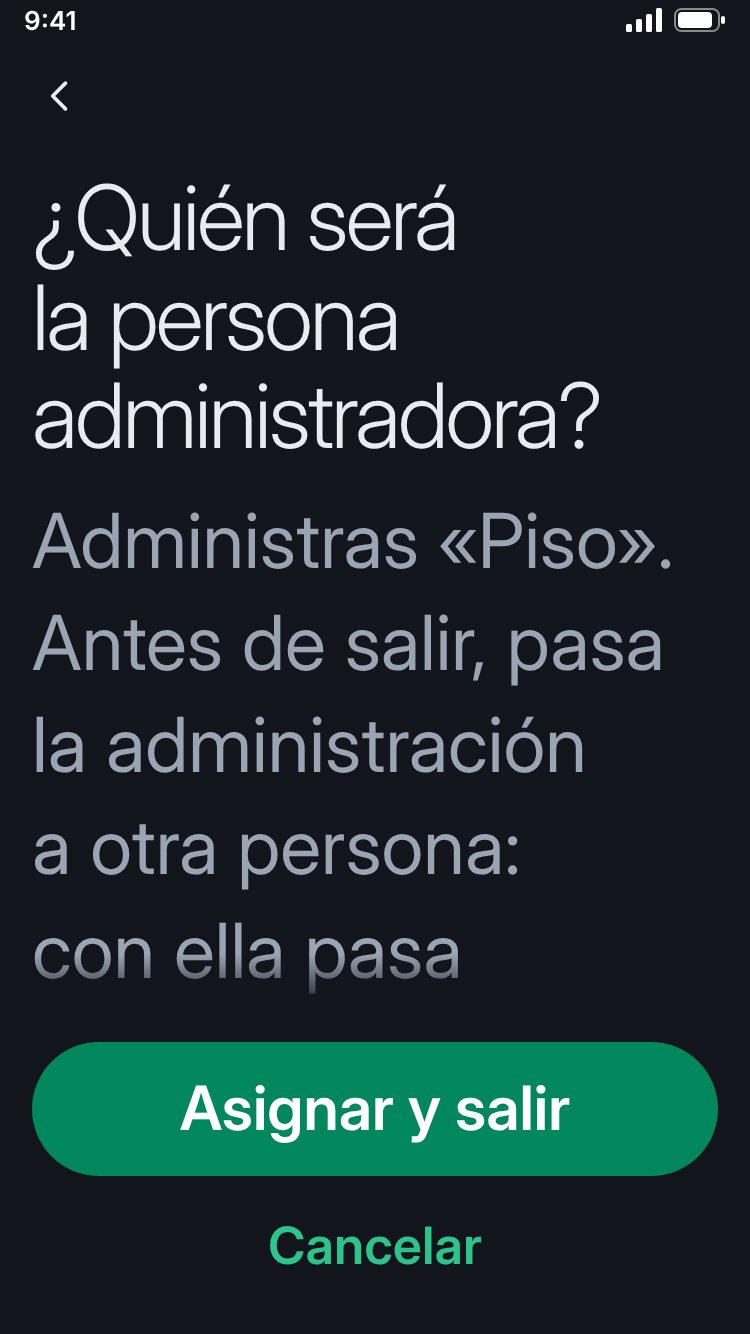 9:41
¿Quién será
la persona
administradora?
Administras «Piso».
Antes de salir, pasa
la administración
a otra persona:
con ella pasa
Asignar y salir
Cancelar